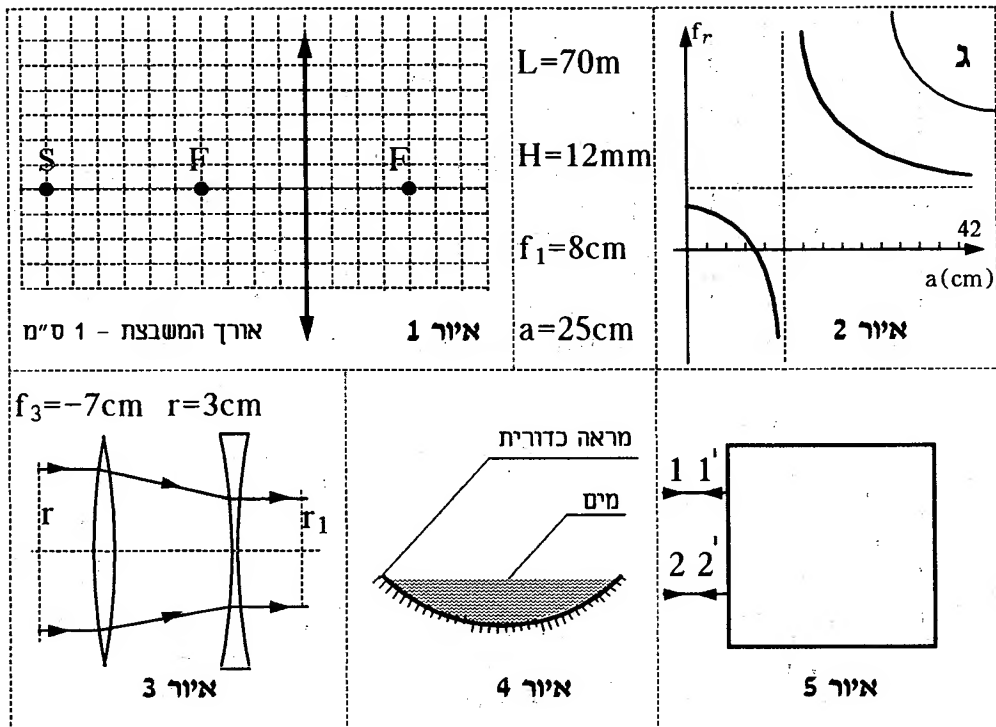 S F F
אורך המשבצת - 1 ס"מ
איור 1
L=70m
H=12mm
f₁=8cm
a=25cm
fᵣ
ג
42
a(cm)
איור 2
f₃=-7cm r=3cm
r r₁
איור 3
מראה כדורית
מים
איור 4
1 1'
2 2'
איור 5